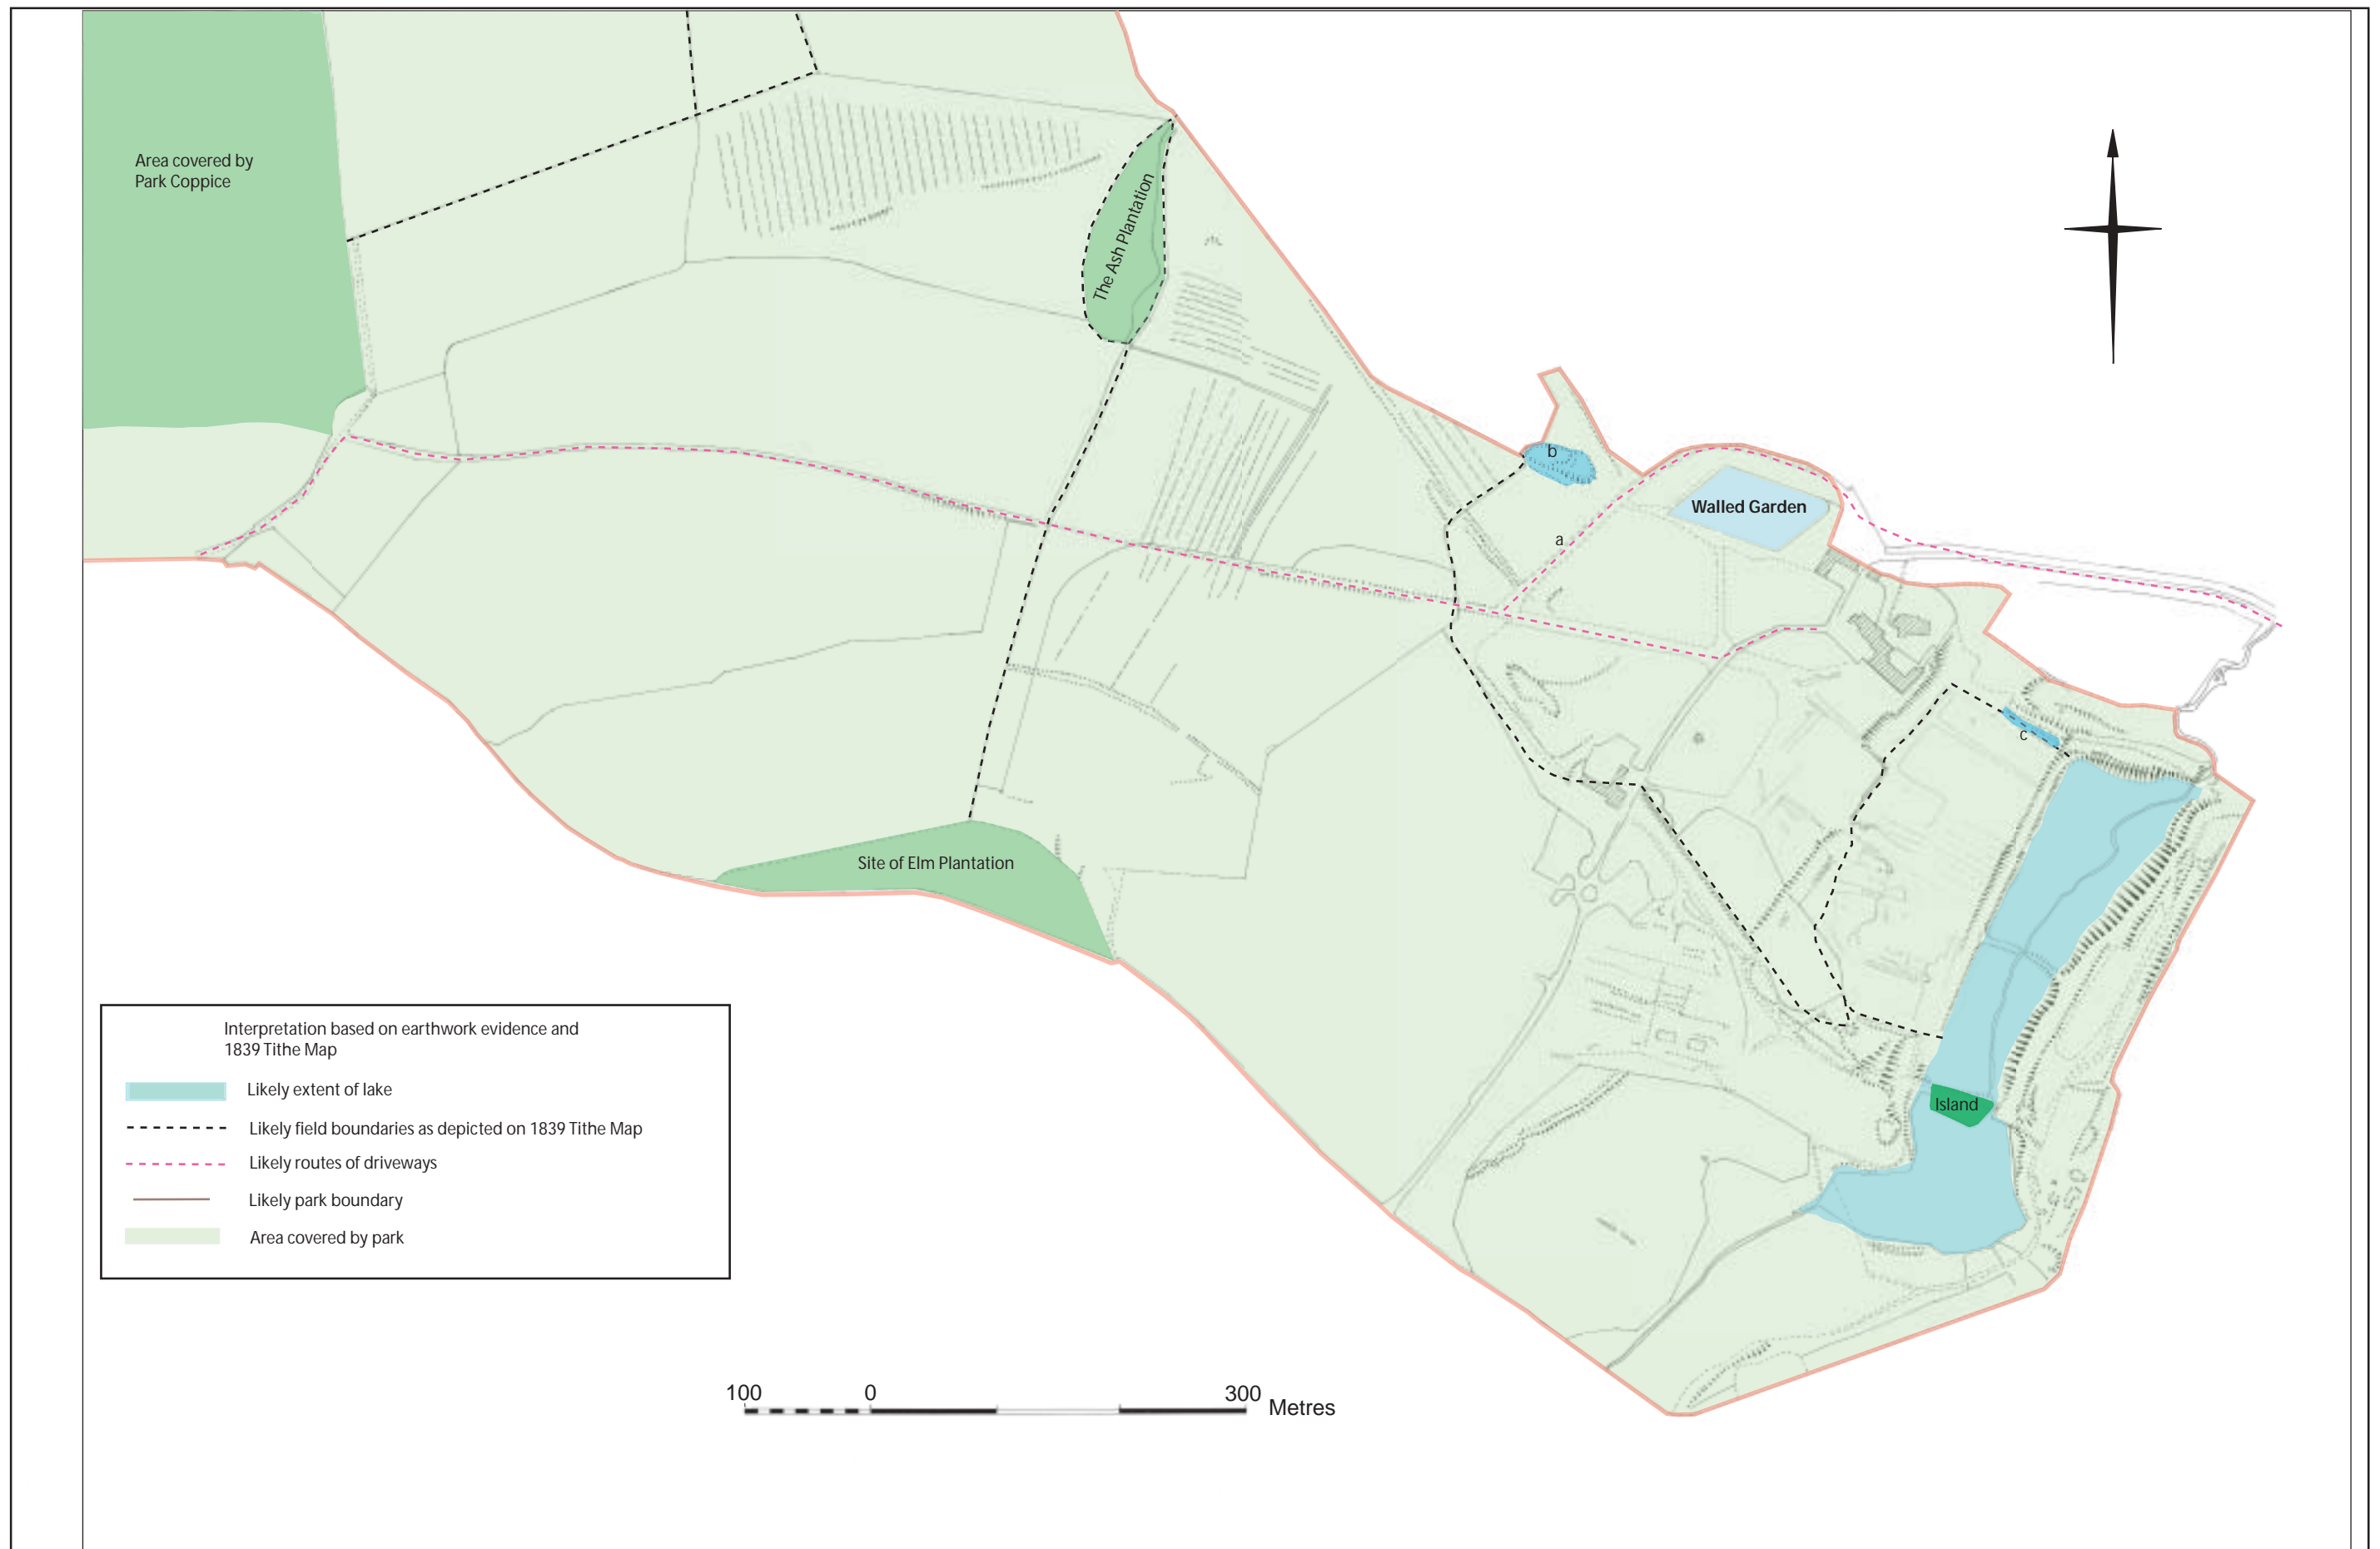 Area covered by
Park Coppice
The Ash Plantation
b
Walled Garden
a
c
Site of Elm Plantation
Island
Interpretation based on earthwork evidence and
1839 Tithe Map
Likely extent of lake
Likely field boundaries as depicted on 1839 Tithe Map
Likely routes of driveways
Likely park boundary
Area covered by park
100 0 300
Metres